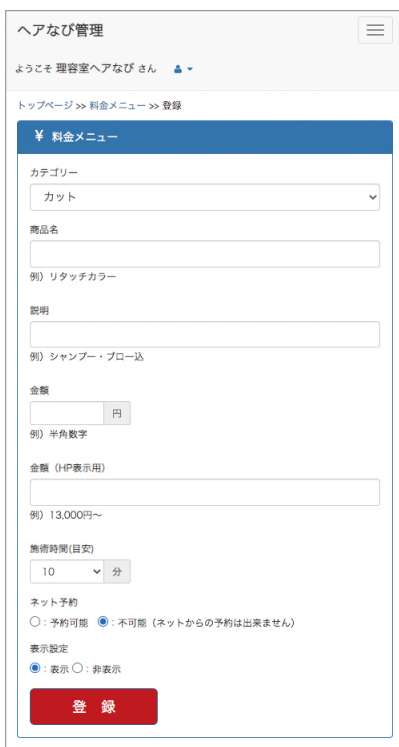 ヘアなび管理
ようこそ 理容室ヘアなび さん
トップページ >> 料金メニュー >> 登録
¥ 料金メニュー
カテゴリー
カット
商品名
例）リタッチカラー
説明
例）シャンプー・ブロー込
金額
円
例）半角数字
金額（HP表示用）
例）13,000円〜
施術時間(目安)
10 分
ネット予約
：予約可能 ：不可能（ネットからの予約は出来ません）
表示設定
：表示 ：非表示
登 録